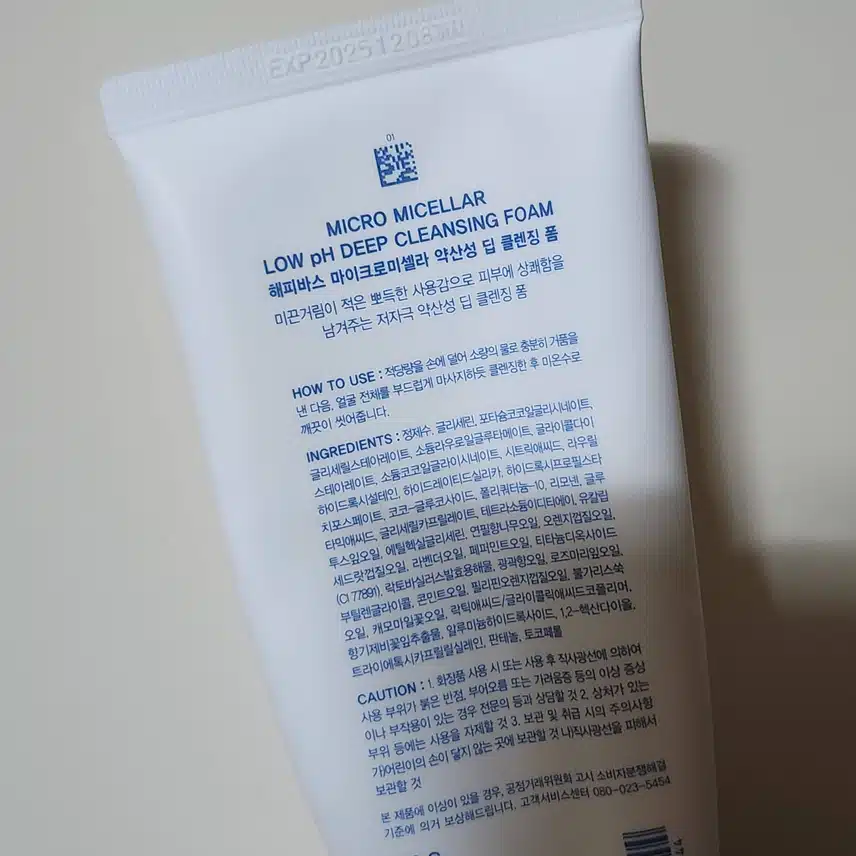 EXP20251208
01
MICRO MICELLAR
LOW pH DEEP CLEANSING FOAM
해피바스 마이크로미셀라 약산성 딥 클렌징 폼
미끈거림이 적은 뽀득한 사용감으로 피부에 상쾌함을
남겨주는 저자극 약산성 딥 클렌징 폼
HOW TO USE : 적당량을 손에 덜어 소량의 물로 충분히 거품을
낸 다음, 얼굴 전체를 부드럽게 마사지하듯 클렌징한 후 미온수로
깨끗이 씻어줍니다.
INGREDIENTS : 정제수, 글리세린, 포타슘코코일글리시네이트,
글리세릴스테아레이트, 소듐라우로일글루타메이트, 글라이콜다이
스테아레이트, 소듐코코일글라이시네이트, 시트릭애씨드, 라우릴
하이드록시설테인, 하이드레이티드실리카, 하이드록시프로필스타
치포스페이트, 코코-글루코사이드, 폴리쿼터늄-10, 리모넨, 글루
타믹애씨드, 글리세릴카프릴레이트, 테트라소듐이디티에이, 유칼립
투스잎오일, 에틸헥실글리세린, 연필향나무오일, 오렌지껍질오일,
세드랏껍질오일, 라벤더오일, 페퍼민트오일, 티타늄디옥사이드
(CI 77891), 락토바실러스발효용해물, 광곽향오일, 로즈마리잎오일,
부틸렌글라이콜, 콘민트오일, 필리핀오렌지껍질오일, 불가리스쑥
오일, 캐모마일꽃오일, 락틱애씨드/글라이콜릭애씨드코폴리머,
향기제비꽃잎추출물, 알루미늄하이드록사이드, 1,2-헥산다이올,
트라이에톡시카프릴릴실레인, 판테놀, 토코페롤
CAUTION : 1. 화장품 사용 시 또는 사용 후 직사광선에 의하여
사용 부위가 붉은 반점, 부어오름 또는 가려움증 등의 이상 증상
이나 부작용이 있는 경우 전문의 등과 상담할 것 2. 상처가 있는
부위 등에는 사용을 자제할 것 3. 보관 및 취급 시의 주의사항
가)어린이의 손이 닿지 않는 곳에 보관할 것 나)직사광선을 피해서
보관할 것
본 제품에 이상이 있을 경우, 공정거래위원회 고시 소비자분쟁해결
기준에 의거 보상해드립니다. 고객서비스센터 080-023-5454